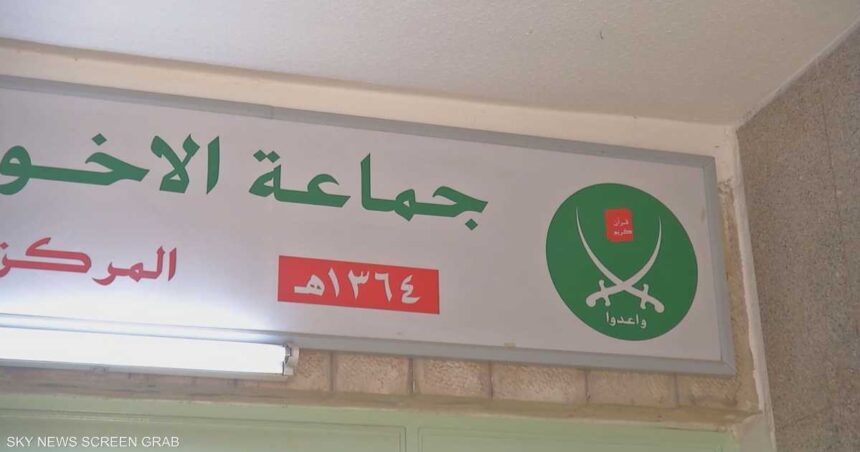 جماعة الاخو
١٣٦٤هـ
المركز
قرآن
كريم
واعدوا
SKY NEWS SCREEN GRAB